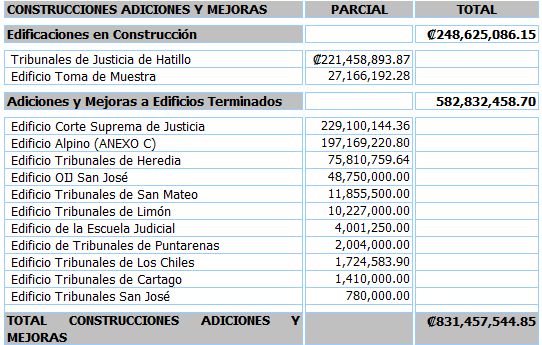 CONSTRUCCIONES ADICIONES Y MEJORAS PARCIAL TOTAL
Edificaciones en Construcción ₡248,625,086.15
Tribunales de Justicia de Hatillo ₡221,458,893.87
Edificio Toma de Muestra 27,166,192.28
Adiciones y Mejoras a Edificios Terminados 582,832,458.70
Edificio Corte Suprema de Justicia 229,100,144.36
Edificio Alpino (ANEXO C) 197,169,220.80
Edificio Tribunales de Heredia 75,810,759.64
Edificio OIJ San José 48,750,000.00
Edificio Tribunales de San Mateo 11,855,500.00
Edificio Tribunales de Limón 10,227,000.00
Edificio de la Escuela Judicial 4,001,250.00
Edificio de Tribunales de Puntarenas 2,004,000.00
Edificio Tribunales de Los Chiles 1,724,583.90
Edificio Tribunales de Cartago 1,410,000.00
Edificio Tribunales San José 780,000.00
TOTAL CONSTRUCCIONES ADICIONES Y ₡831,457,544.85
MEJORAS